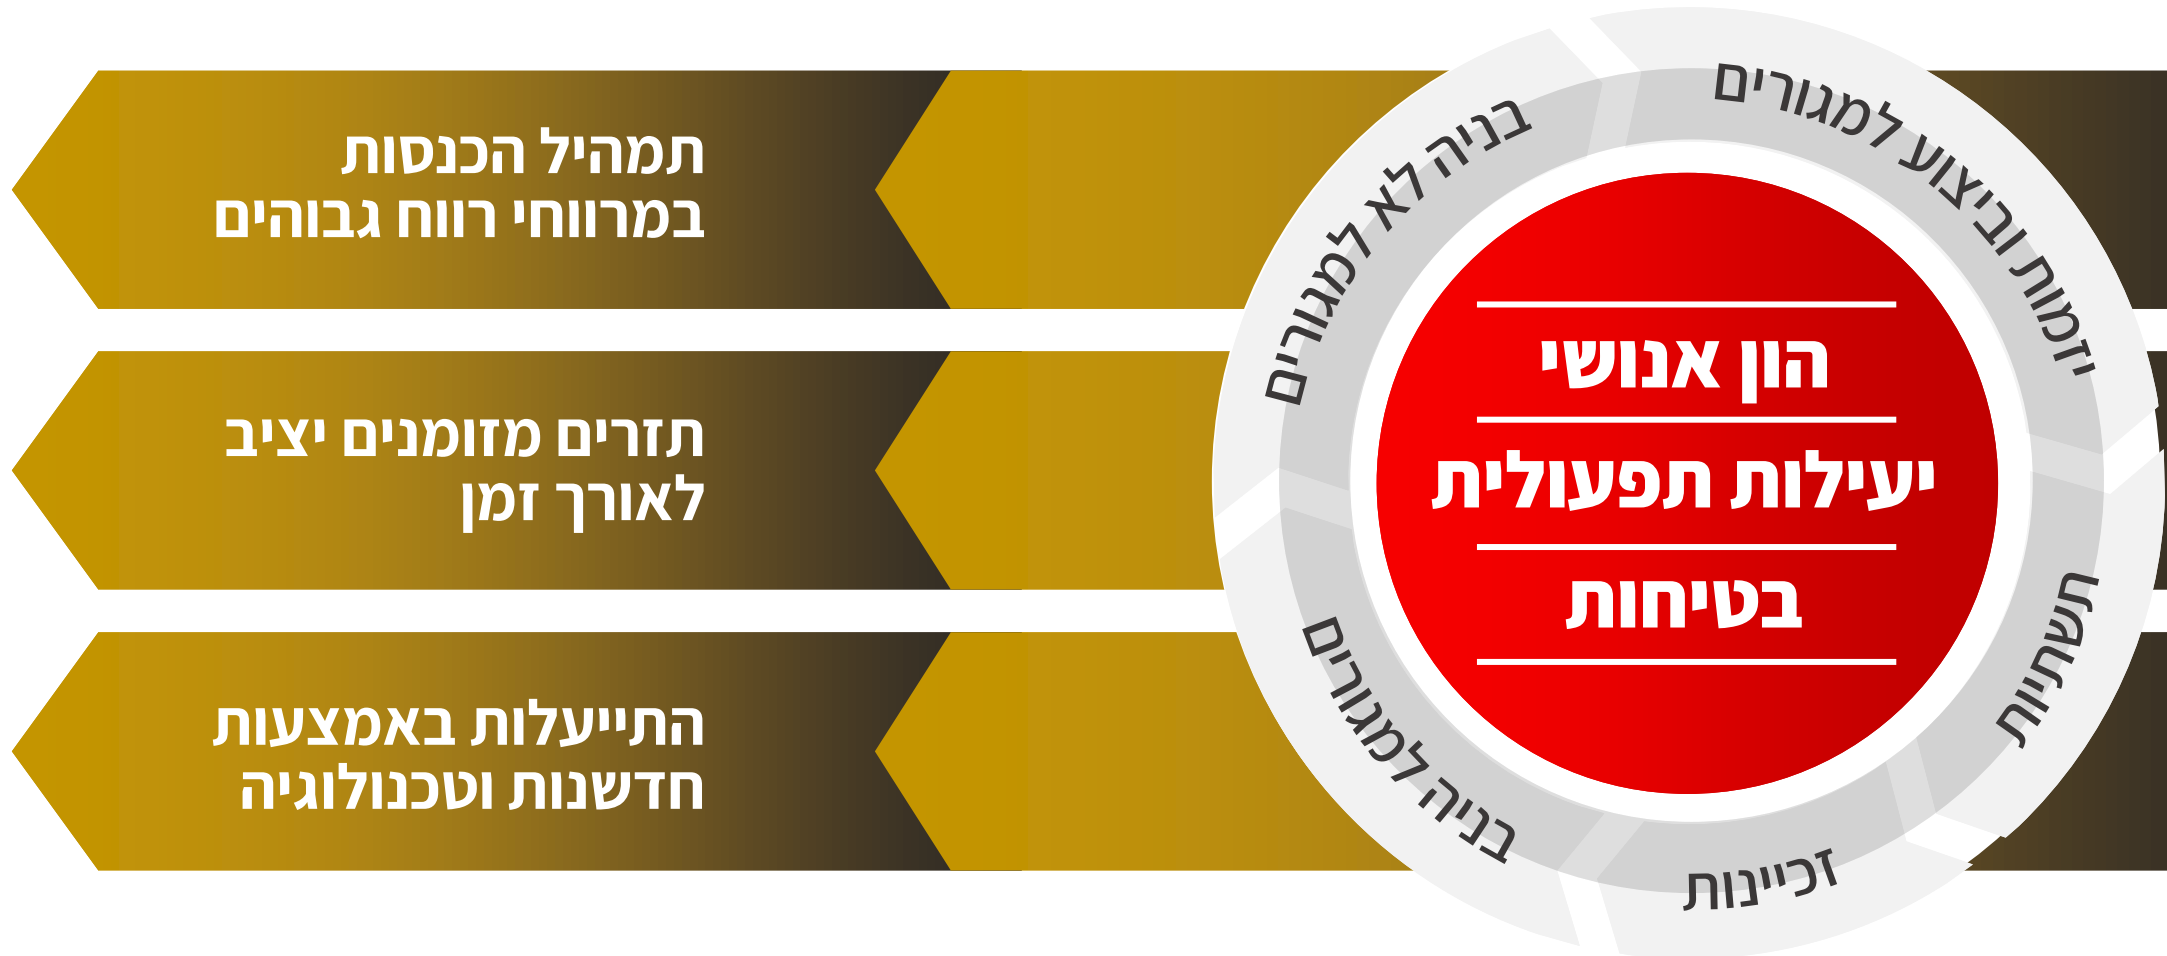 יזמות וביצוע למגורים
תשתיות
זכיינות
בניה למגורים
בניה לא למגורים
הון אנושי
יעילות תפעולית
בטיחות
תמהיל הכנסות
במרווחי רווח גבוהים
תזרים מזומנים יציב
לאורך זמן
התייעלות באמצעות
חדשנות וטכנולוגיה